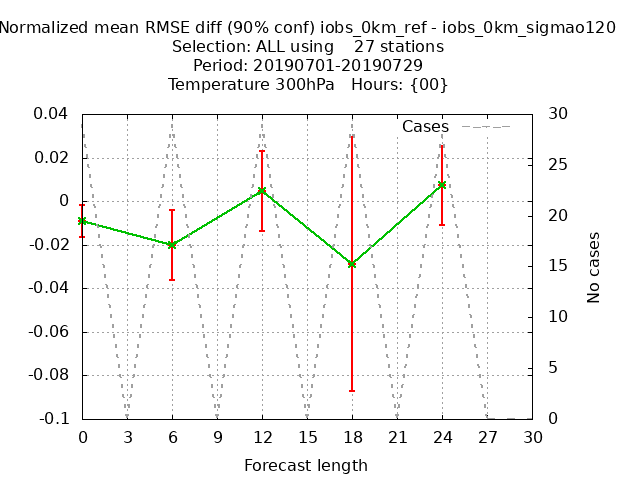 Normalized mean RMSE diff (90% conf) iobs_0km_ref - iobs_0km_sigmao120
Selection: ALL using 27 stations
Period: 20190701-20190729
Temperature 300hPa Hours: {00}
Cases
0.04
0.02
0
-0.02
-0.04
-0.06
-0.08
-0.1
30
25
20
15
10
5
0
No cases
0 3 6 9 12 15 18 21 24 27 30
Forecast length